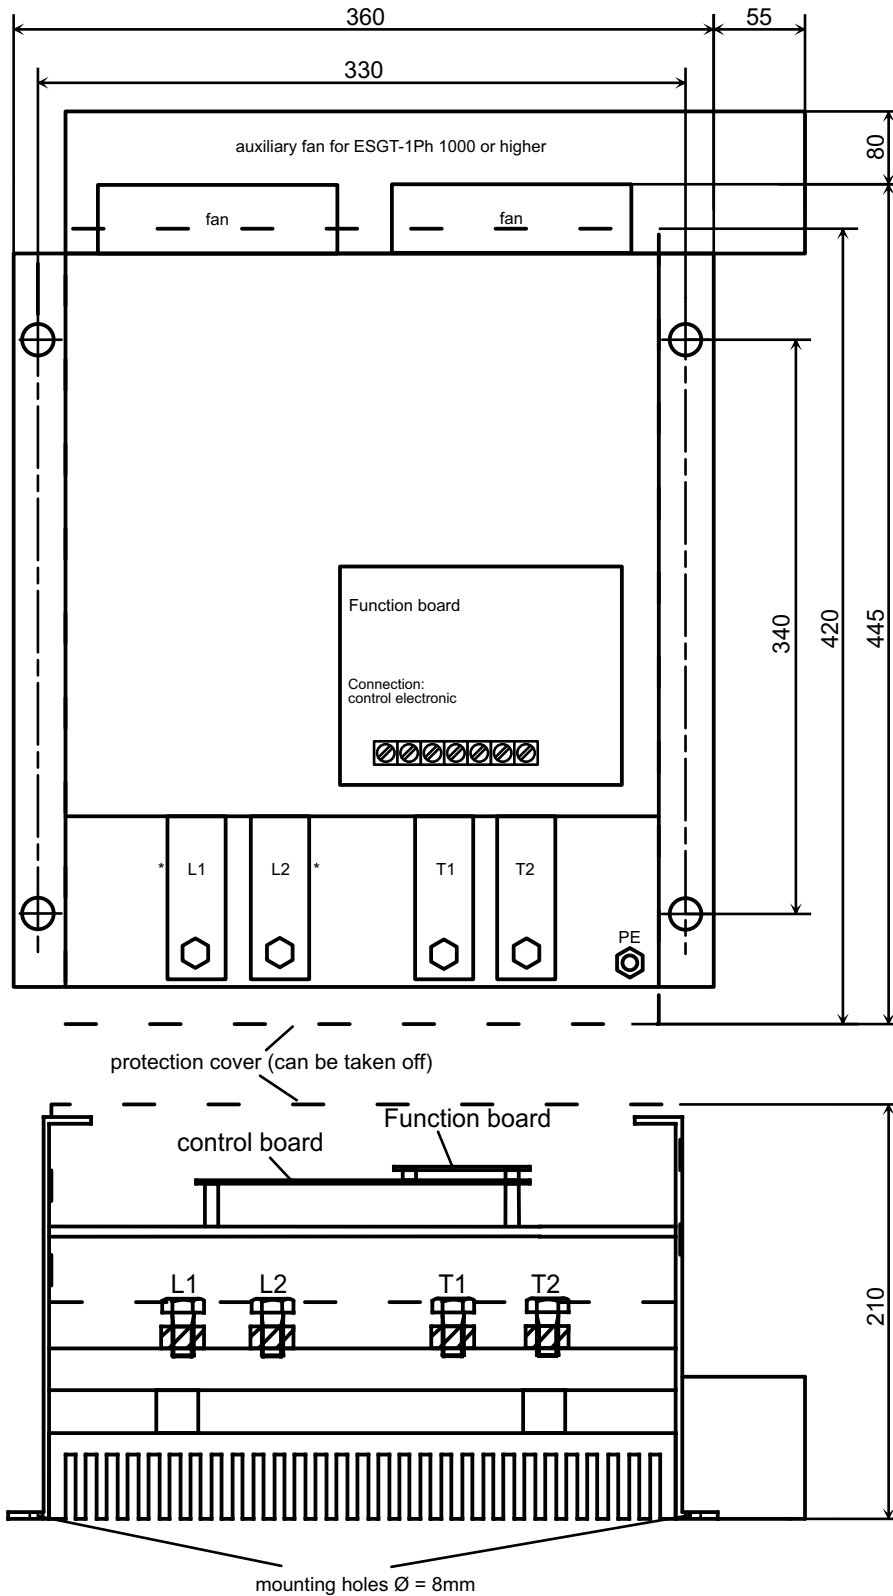 360
55
330
auxiliary fan for ESGT-1Ph 1000 or higher
80
fan
fan
Function board
Connection:
control electronic
340
420
445
* L1
L2 *
T1
T2
PE
protection cover (can be taken off)
Function board
control board
L1
L2
T1
T2
210
mounting holes Ø = 8mm